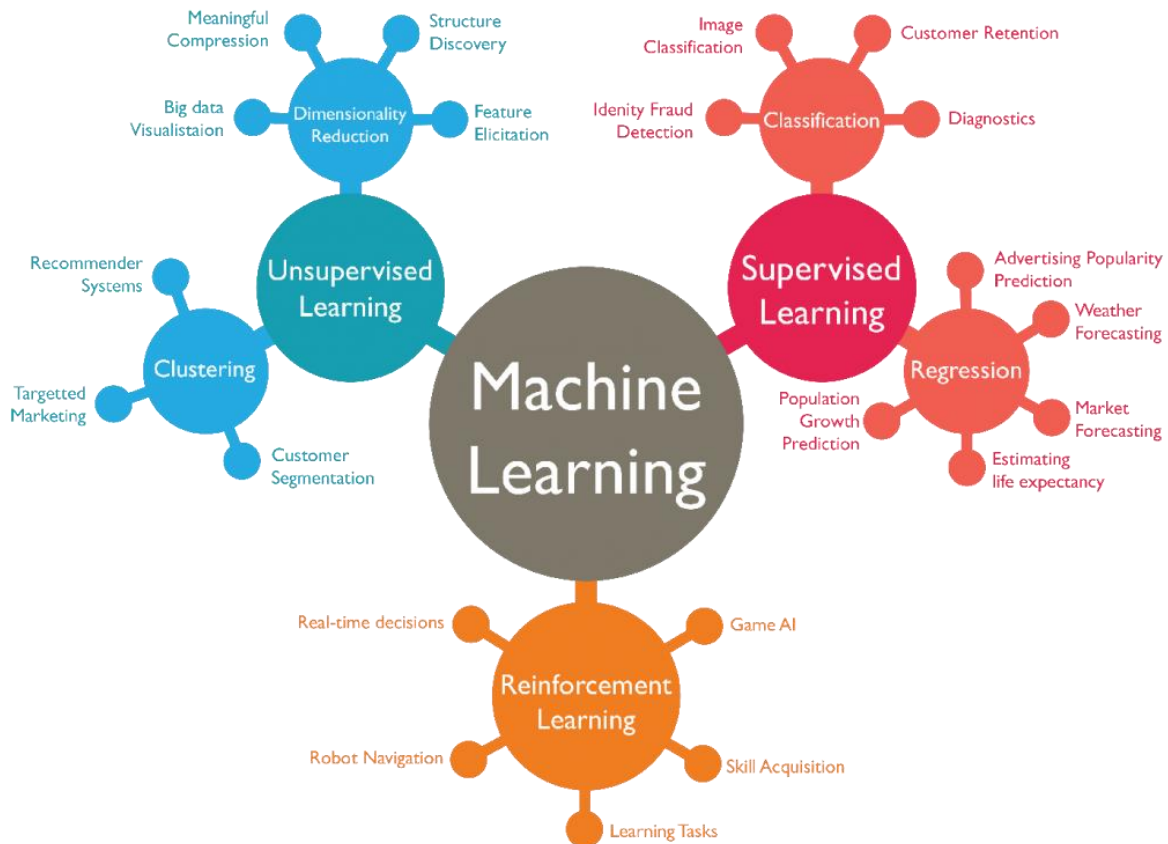 Meaningful
Compression
Structure
Discovery
Big data
Visualistaion
Dimensionality
Reduction
Feature
Elicitation
Image
Classification
Customer Retention
Idenity Fraud
Detection
Classification
Diagnostics
Recommender
Systems
Unsupervised
Learning
Clustering
Targetted
Marketing
Customer
Segmentation
Machine
Learning
Supervised
Learning
Advertising Popularity
Prediction
Weather
Forecasting
Regression
Population
Growth
Prediction
Market
Forecasting
Estimating
life expectancy
Real-time decisions
Game AI
Reinforcement
Learning
Robot Navigation
Skill Acquisition
Learning Tasks